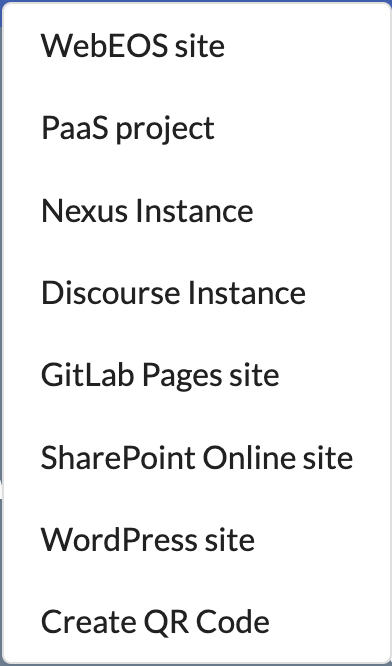 WebEOS site
PaaS project
Nexus Instance
Discourse Instance
GitLab Pages site
SharePoint Online site
WordPress site
Create QR Code